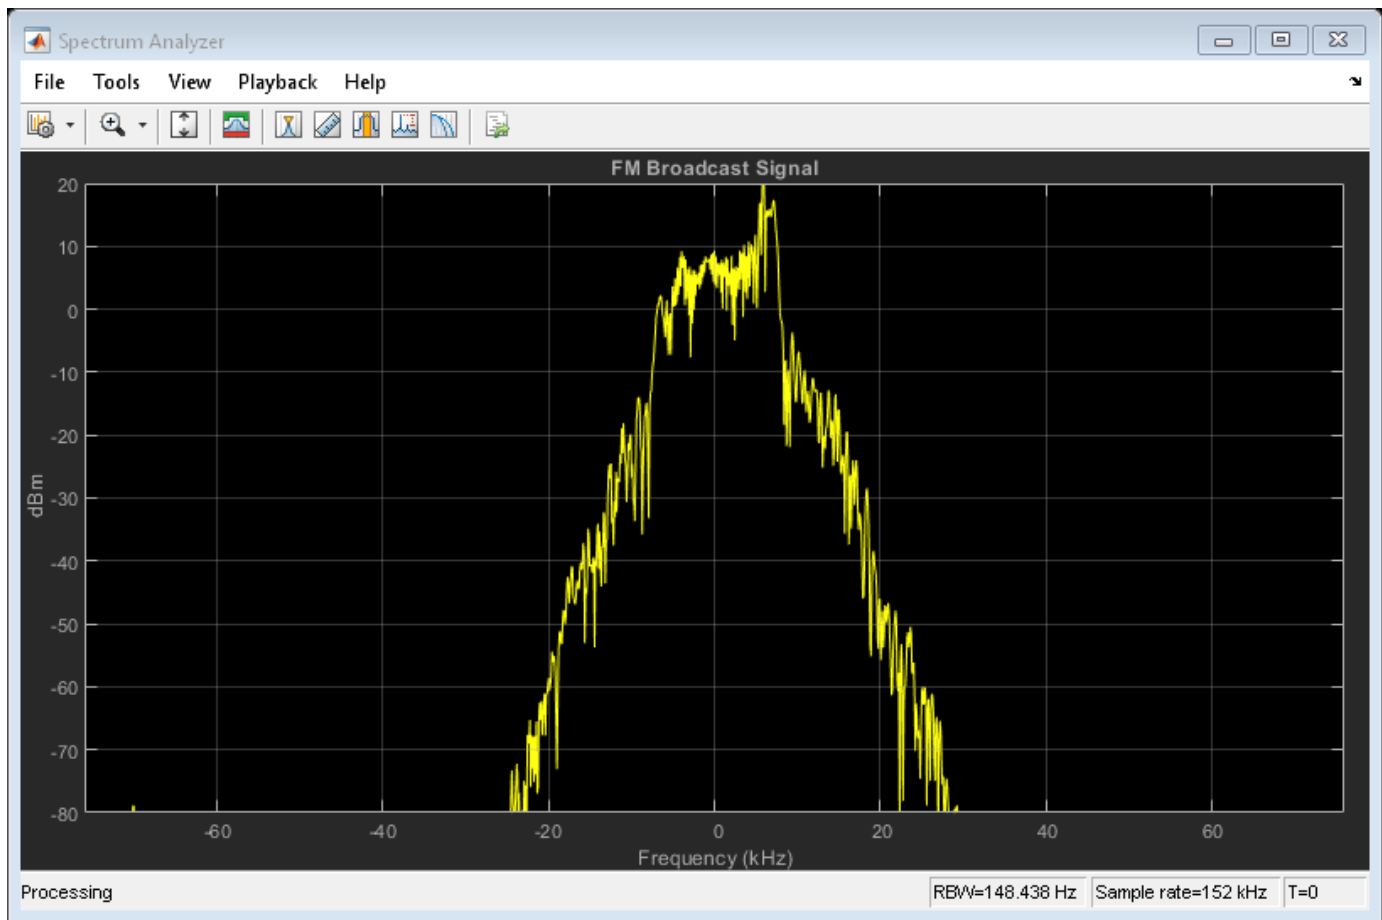 Spectrum Analyzer
File Tools View Playback Help
FM Broadcast Signal
20
10
0
-10
-20
-30
-40
-50
-60
-70
-80
dBm
-60 -40 -20 0 20 40 60
Frequency (kHz)
Processing RBW=148.438 Hz Sample rate=152 kHz T=0